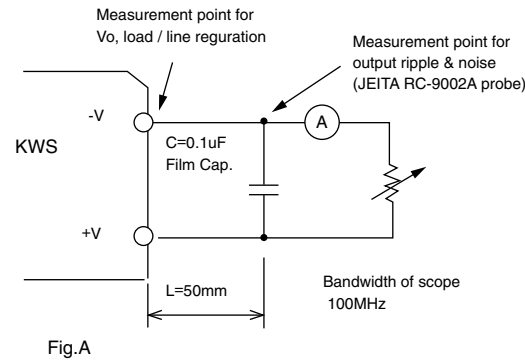 Measurement point for
Vo, load / line reguration
Measurement point for
output ripple & noise
(JEITA RC-9002A probe)
-V
A
KWS
C=0.1uF
Film Cap.
+V
L=50mm
Bandwidth of scope
100MHz
Fig.A